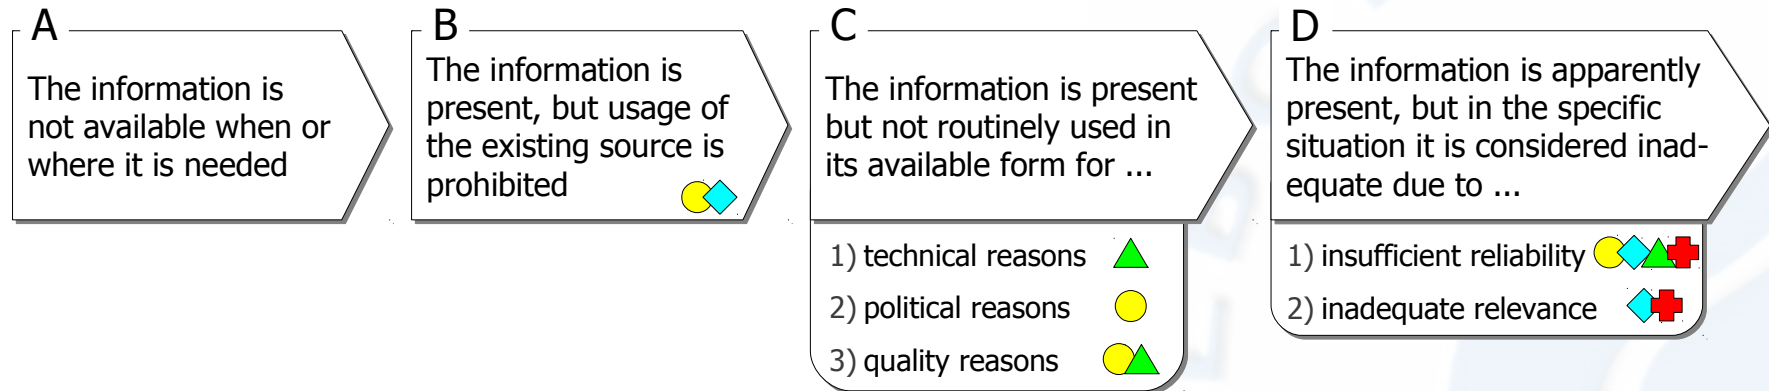 A
The information is
not available when or
where it is needed
B
The information is
present, but usage of
the existing source is
prohibited
C
The information is present
but not routinely used in
its available form for ...
1) technical reasons
2) political reasons
3) quality reasons
D
The information is apparently
present, but in the specific
situation it is considered inad-
equate due to ...
1) insufficient reliability
2) inadequate relevance